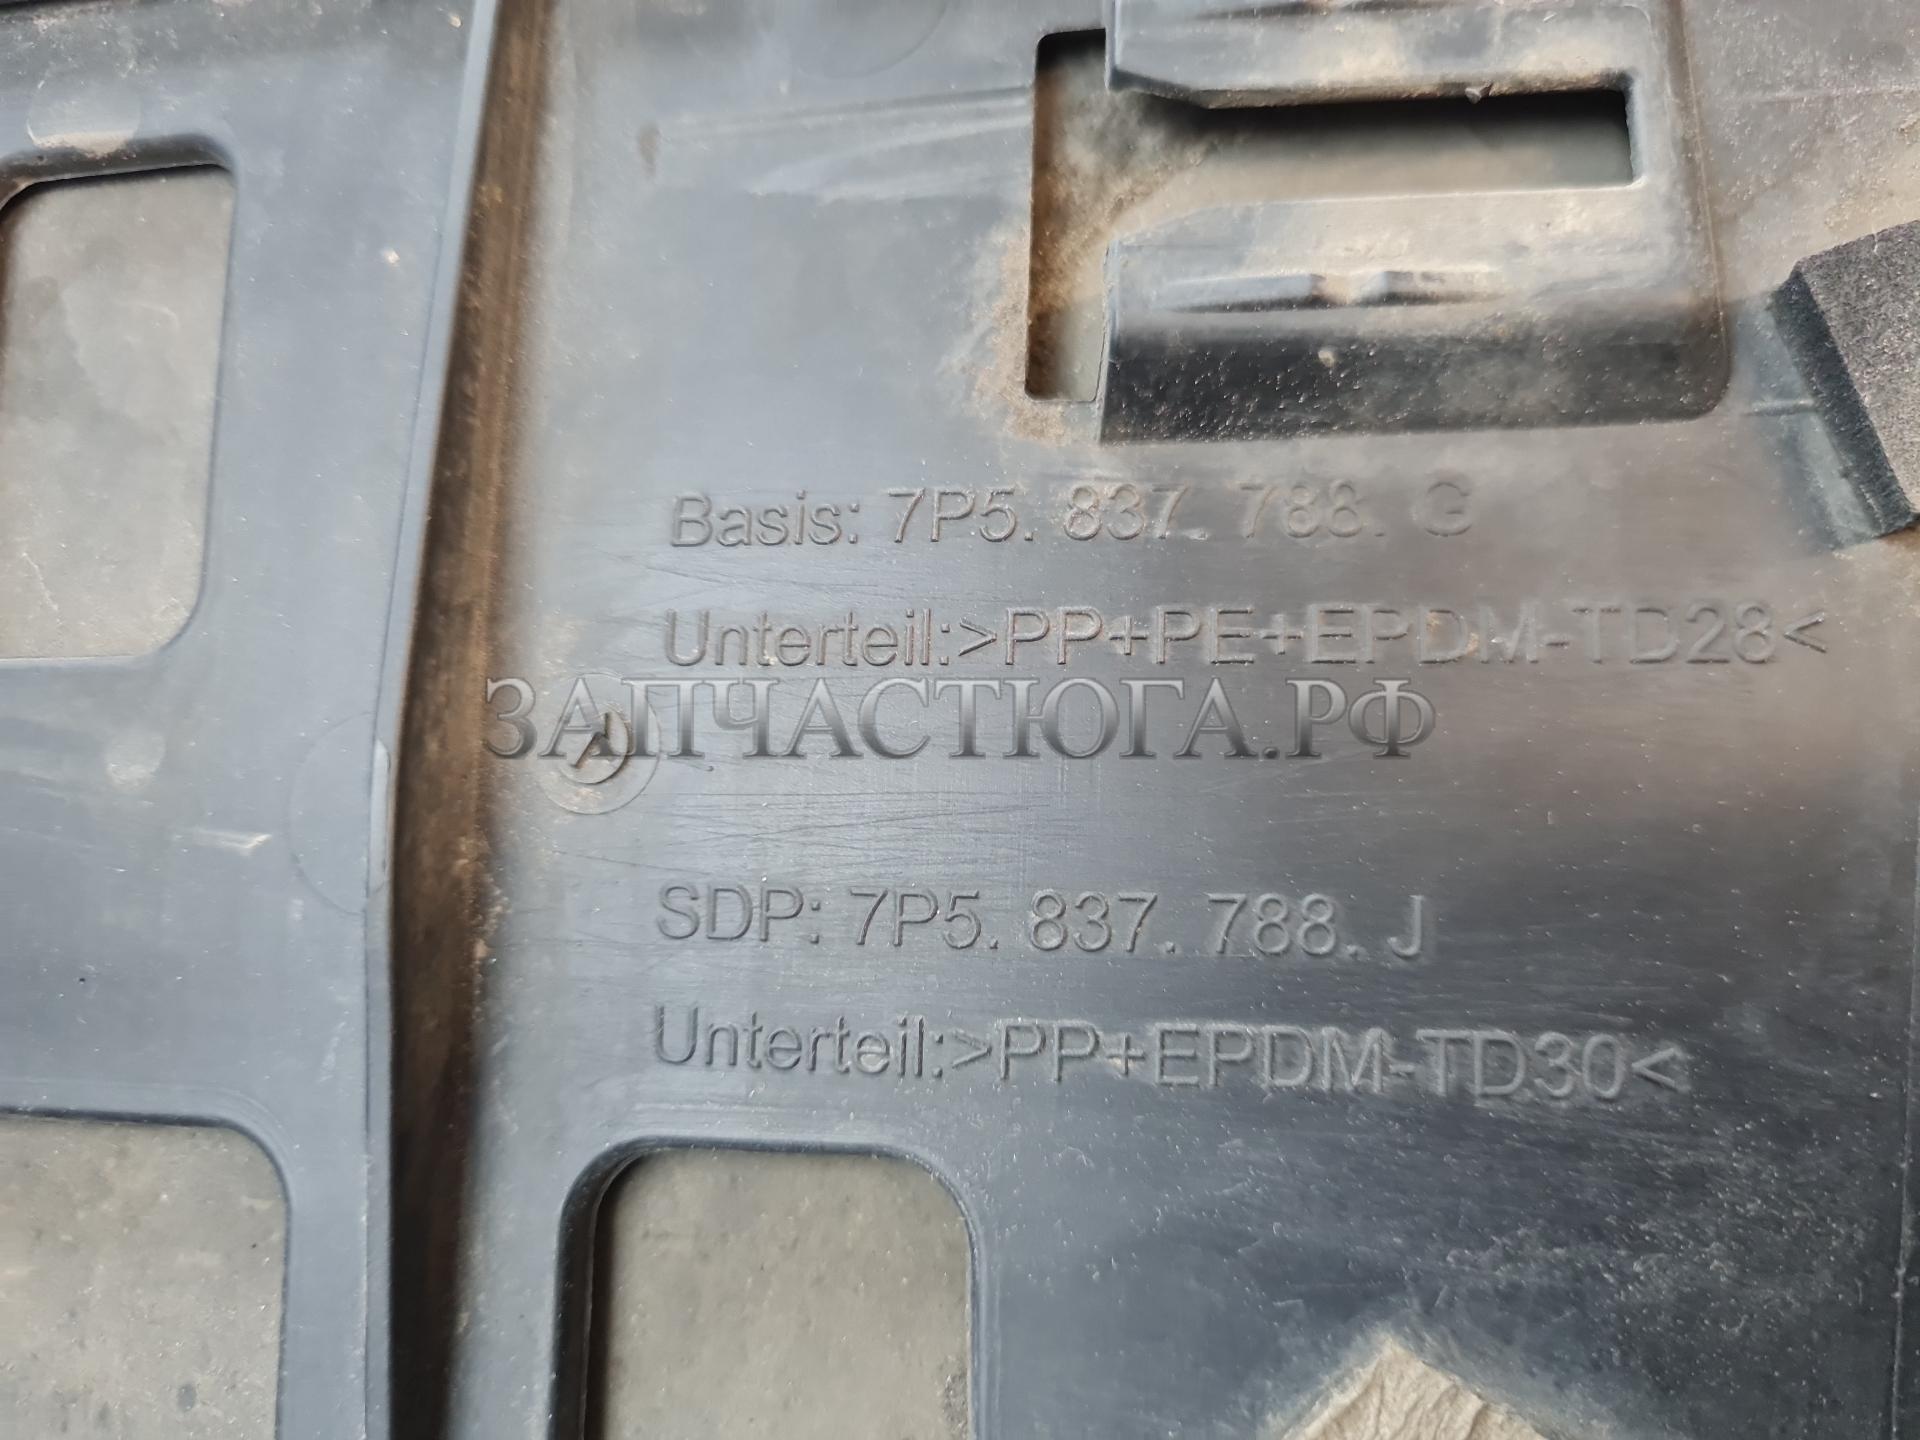 Basis: 7P5. 837. 788. G
Unterteil:>PP+PE+EPDM-TD28<
ЗАПЧАСТЮГА.РФ
SDP: 7P5. 837. 788. J
Unterteil:>PP+EPDM-TD30<